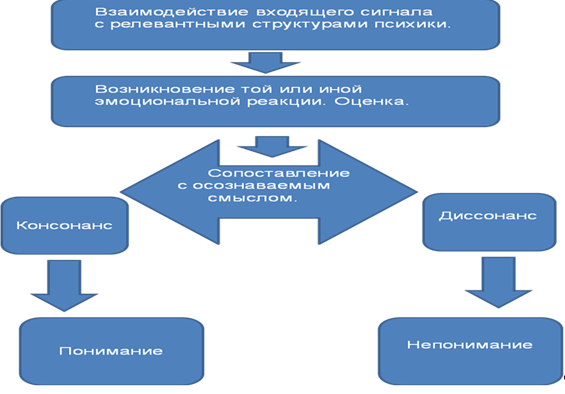 Взаимодействие входящего сигнала
с релевантными структурами психики.
Возникновение той или иной
эмоциональной реакции. Оценка.
Сопоставление
с осознаваемым
смыслом.
Консонанс
Диссонанс
Понимание
Непонимание